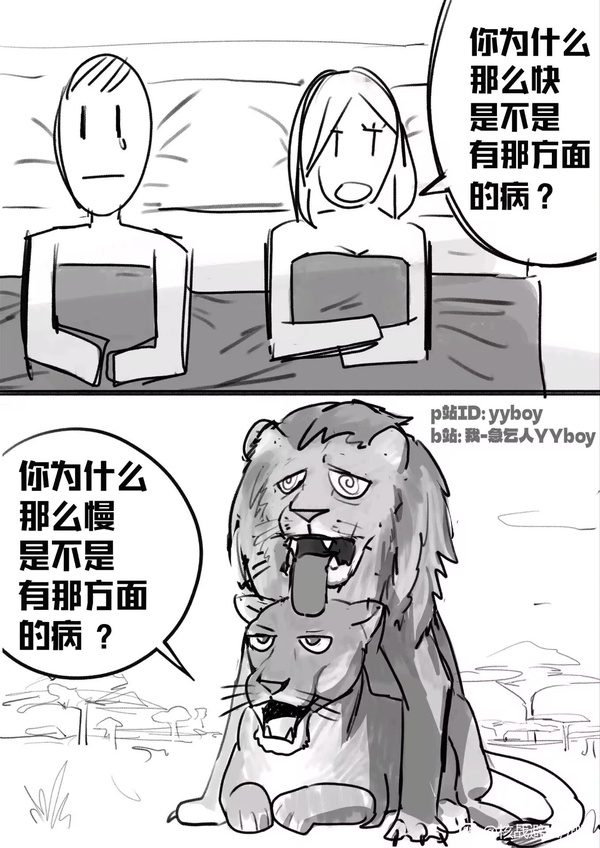 你为什么
那么快
是不是
有那方面
的病？
p站ID: yyboy
b站: 我-急乞人YYboy
你为什么
那么慢
是不是
有那方面
的病 ？